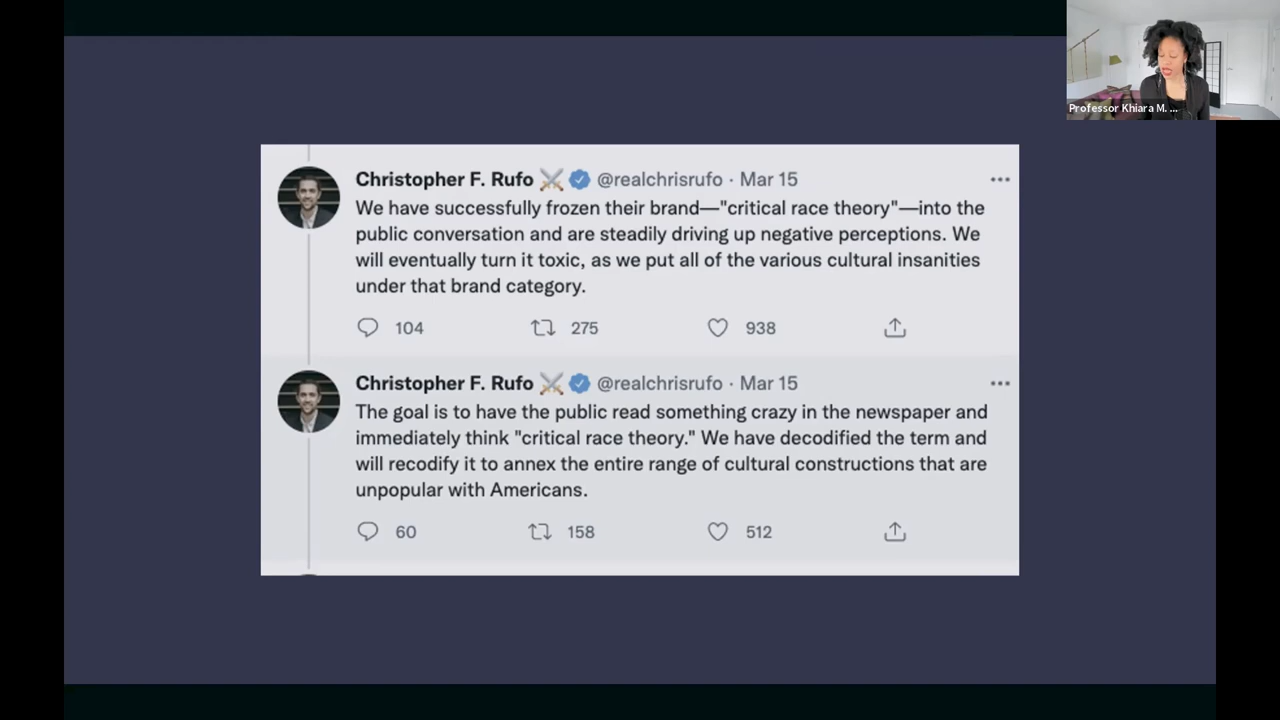 Professor Khiara M. ...
Christopher F. Rufo ⚔️ @realchrisrufo · Mar 15
We have successfully frozen their brand—"critical race theory"—into the
public conversation and are steadily driving up negative perceptions. We
will eventually turn it toxic, as we put all of the various cultural insanities
under that brand category.
104 275 938
Christopher F. Rufo ⚔️ @realchrisrufo · Mar 15
The goal is to have the public read something crazy in the newspaper and
immediately think "critical race theory." We have decodified the term and
will recodify it to annex the entire range of cultural constructions that are
unpopular with Americans.
60 158 512